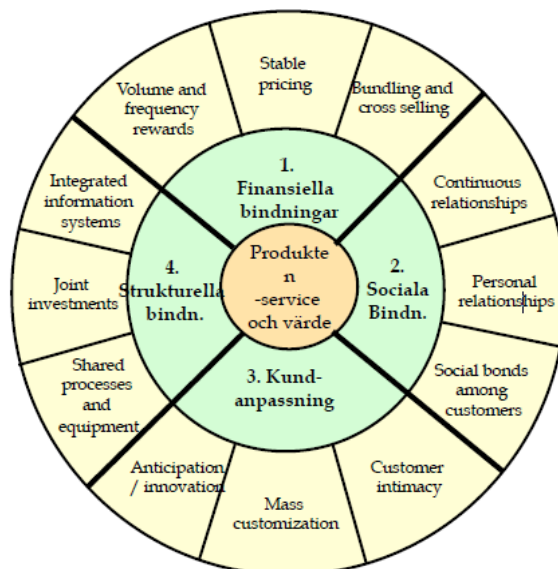 Stable
pricing
Volume and
frequency
rewards
Bundling and
cross selling
1.
Finansiella
bindningar
Integrated
information
systems
Continuous
relationships
Produkte
n
-service
och värde
4.
Strukturella
bindn.
2.
Sociala
Bindn.
Joint
investments
Personal
relationships
3. Kund-
anpassning
Shared
processes
and
equipment
Social bonds
among
customers
Anticipation
/ innovation
Customer
intimacy
Mass
customization